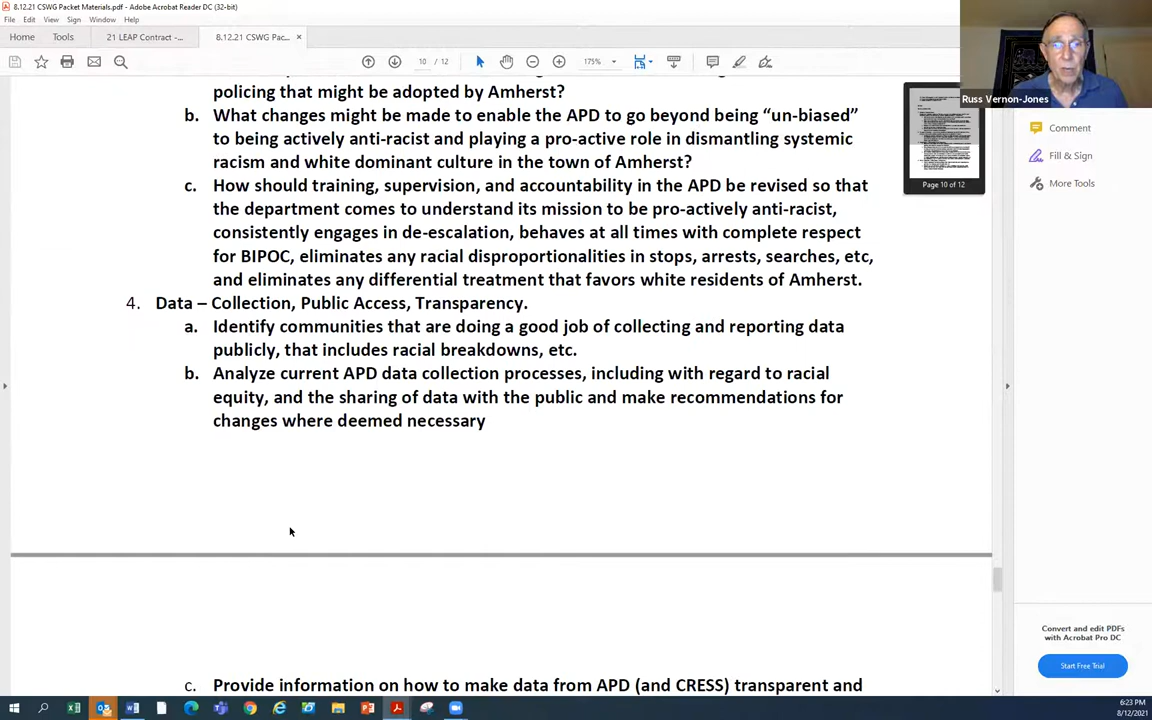 8.12.21 CSWG Packet Materials.pdf - Adobe Acrobat Reader DC (32-bit)
File Edit View Sign Window Help
Home Tools 21 LEAP Contract -... 8.12.21 CSWG Pac... ×
10 / 12 175%
policing that might be adopted by Amherst?
b. What changes might be made to enable the APD to go beyond being “un-biased”
to being actively anti-racist and playing a pro-active role in dismantling systemic
racism and white dominant culture in the town of Amherst?
c. How should training, supervision, and accountability in the APD be revised so that
the department comes to understand its mission to be pro-actively anti-racist,
consistently engages in de-escalation, behaves at all times with complete respect
for BIPOC, eliminates any racial disproportionalities in stops, arrests, searches, etc,
and eliminates any differential treatment that favors white residents of Amherst.
4. Data – Collection, Public Access, Transparency.
a. Identify communities that are doing a good job of collecting and reporting data
publicly, that includes racial breakdowns, etc.
b. Analyze current APD data collection processes, including with regard to racial
equity, and the sharing of data with the public and make recommendations for
changes where deemed necessary
c. Provide information on how to make data from APD (and CRESS) transparent and
Russ Vernon-Jones
Page 10 of 12
Comment
Fill & Sign
More Tools
Convert and edit PDFs
with Acrobat Pro DC
Start Free Trial
6:23 PM
8/12/2021